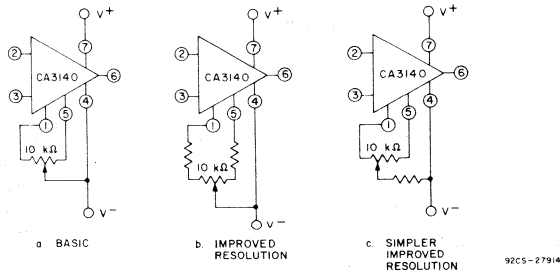 V+
7
2
CA3140
6
3
4
5
1
10 kΩ
V−
a BASIC
V+
7
2
CA3140
6
3
4
5
1
10 kΩ
V−
b. IMPROVED
RESOLUTION
V+
7
2
CA3140
6
3
4
5
1
10 kΩ
V−
c. SIMPLER
IMPROVED
RESOLUTION
92CS-27914